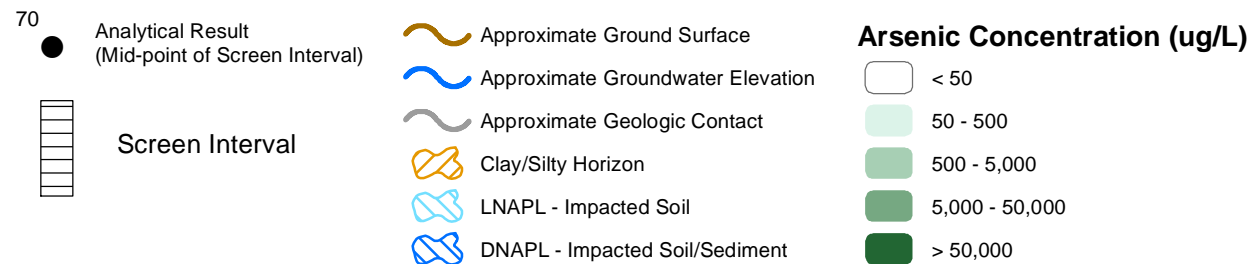 70
Analytical Result
(Mid-point of Screen Interval)
Screen Interval
Approximate Ground Surface
Approximate Groundwater Elevation
Approximate Geologic Contact
Clay/Silty Horizon
LNAPL - Impacted Soil
DNAPL - Impacted Soil/Sediment
Arsenic Concentration (ug/L)
< 50
50 - 500
500 - 5,000
5,000 - 50,000
> 50,000